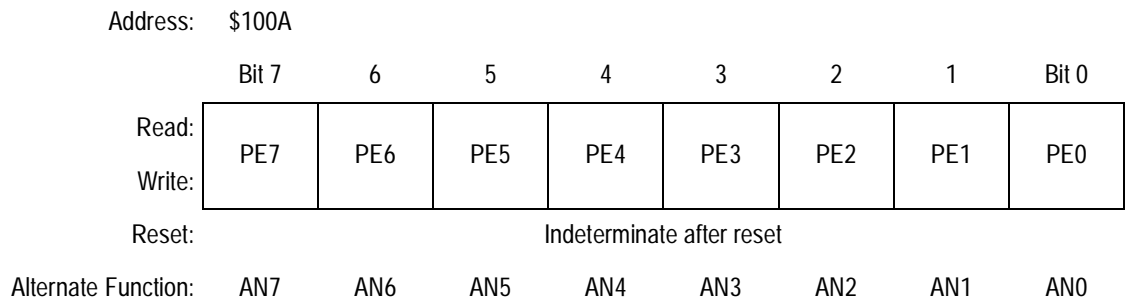 Address: $100A
Bit 7 6 5 4 3 2 1 Bit 0
Read:
PE7 PE6 PE5 PE4 PE3 PE2 PE1 PE0
Write:
Reset: Indeterminate after reset
Alternate Function: AN7 AN6 AN5 AN4 AN3 AN2 AN1 AN0